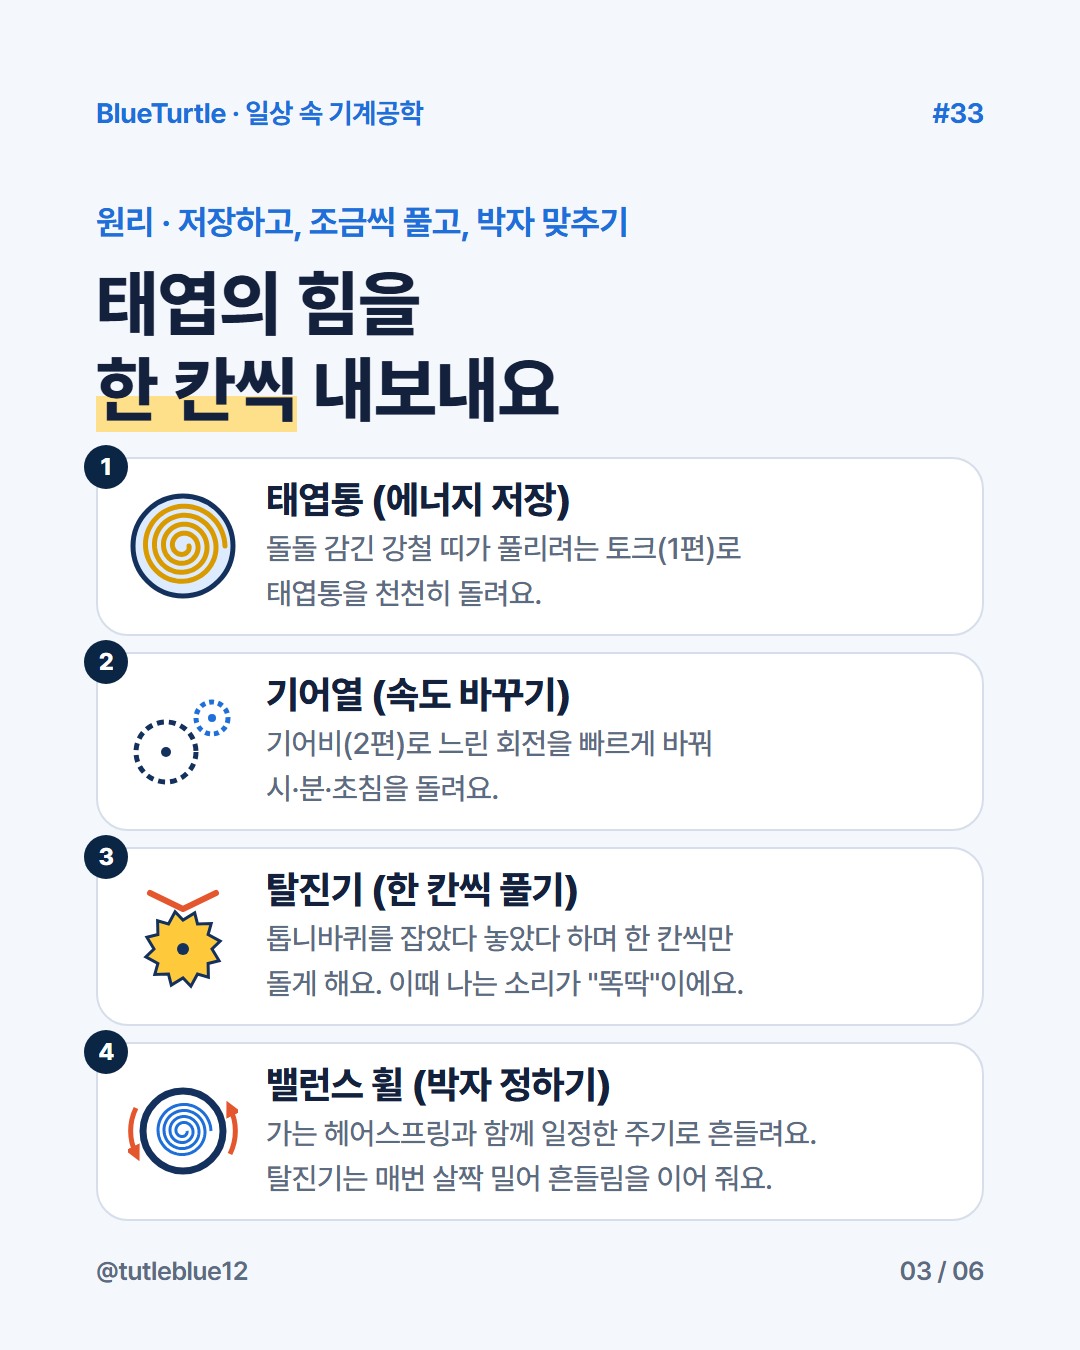 BlueTurtle · 일상 속 기계공학
#33
원리 · 저장하고, 조금씩 풀고, 박자 맞추기
태엽의 힘을
한 칸씩 내보내요
1
태엽통 (에너지 저장)
돌돌 감긴 강철 띠가 풀리려는 토크(1편)로
태엽통을 천천히 돌려요.
2
기어열 (속도 바꾸기)
기어비(2편)로 느린 회전을 빠르게 바꿔
시·분·초침을 돌려요.
3
탈진기 (한 칸씩 풀기)
톱니바퀴를 잡았다 놓았다 하며 한 칸씩만
돌게 해요. 이때 나는 소리가 "똑딱"이에요.
4
밸런스 휠 (박자 정하기)
가는 헤어스프링과 함께 일정한 주기로 흔들려요.
탈진기는 매번 살짝 밀어 흔들림을 이어 줘요.
@tutleblue12
03 / 06